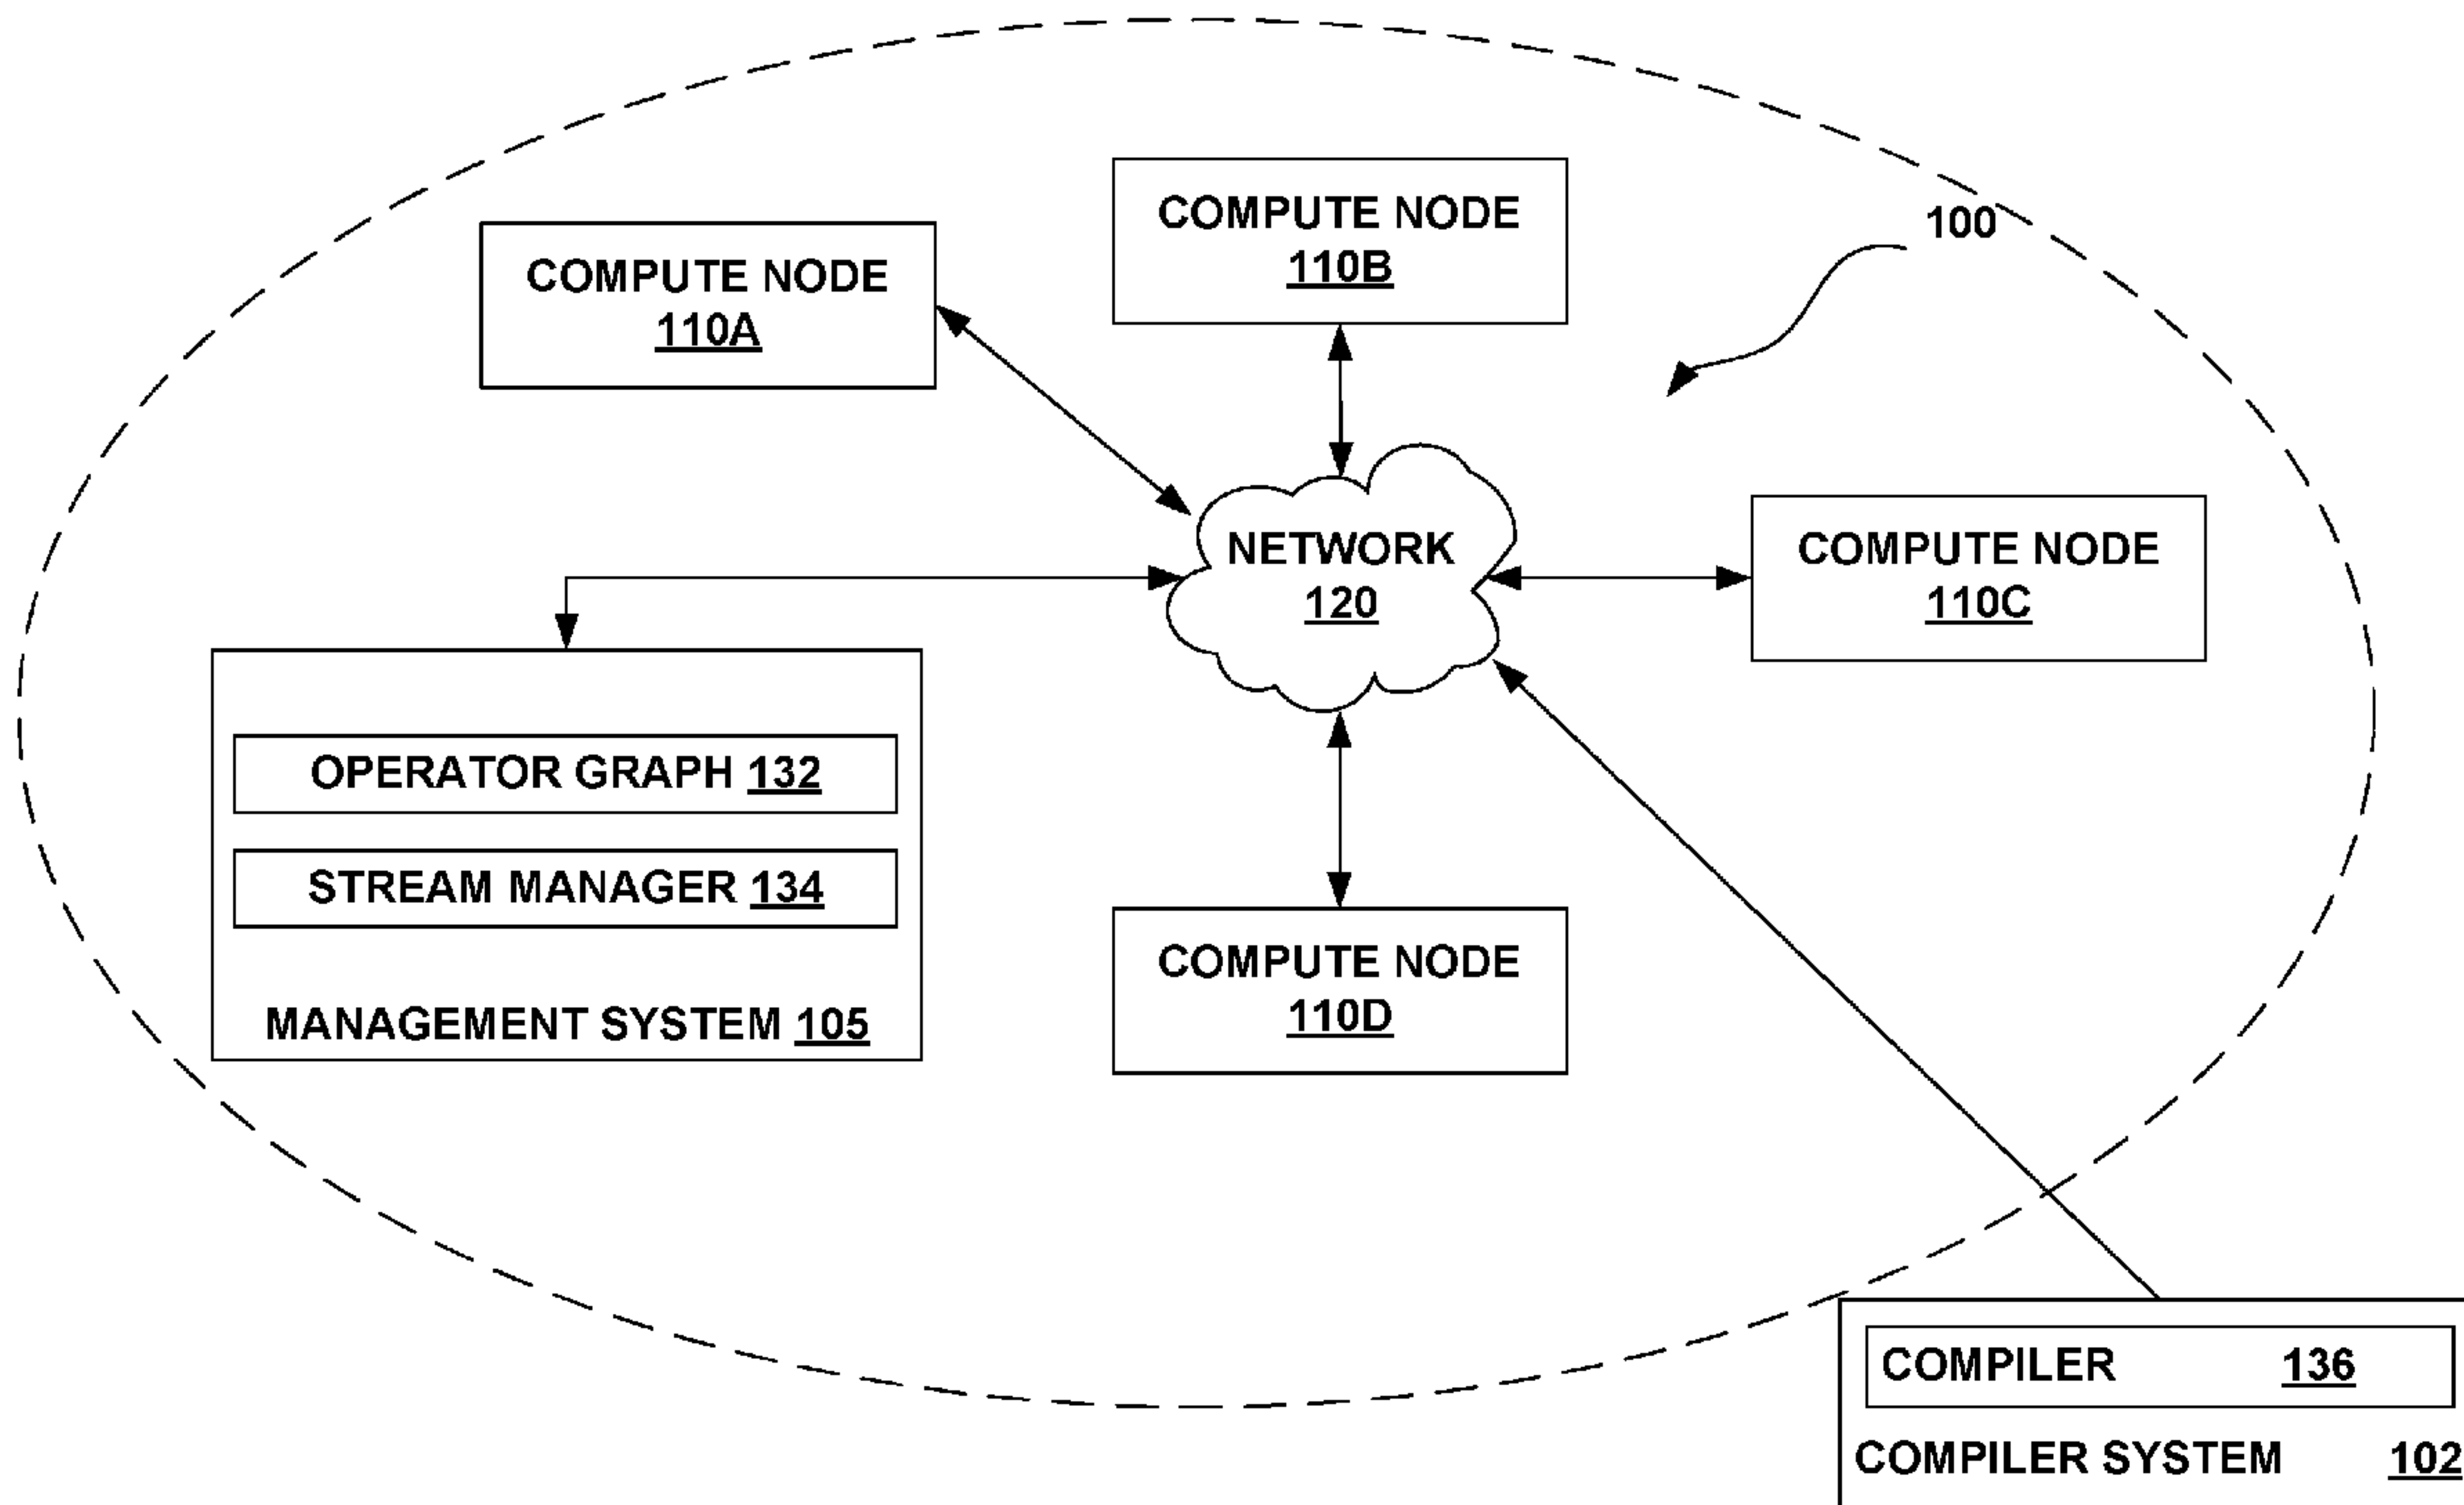 COMPUTE NODE
110B
100
COMPUTE NODE
110A
NETWORK
120
COMPUTE NODE
110C
OPERATOR GRAPH 132
STREAM MANAGER 134
MANAGEMENT SYSTEM 105
COMPUTE NODE
110D
COMPILER 136
COMPILER SYSTEM 102